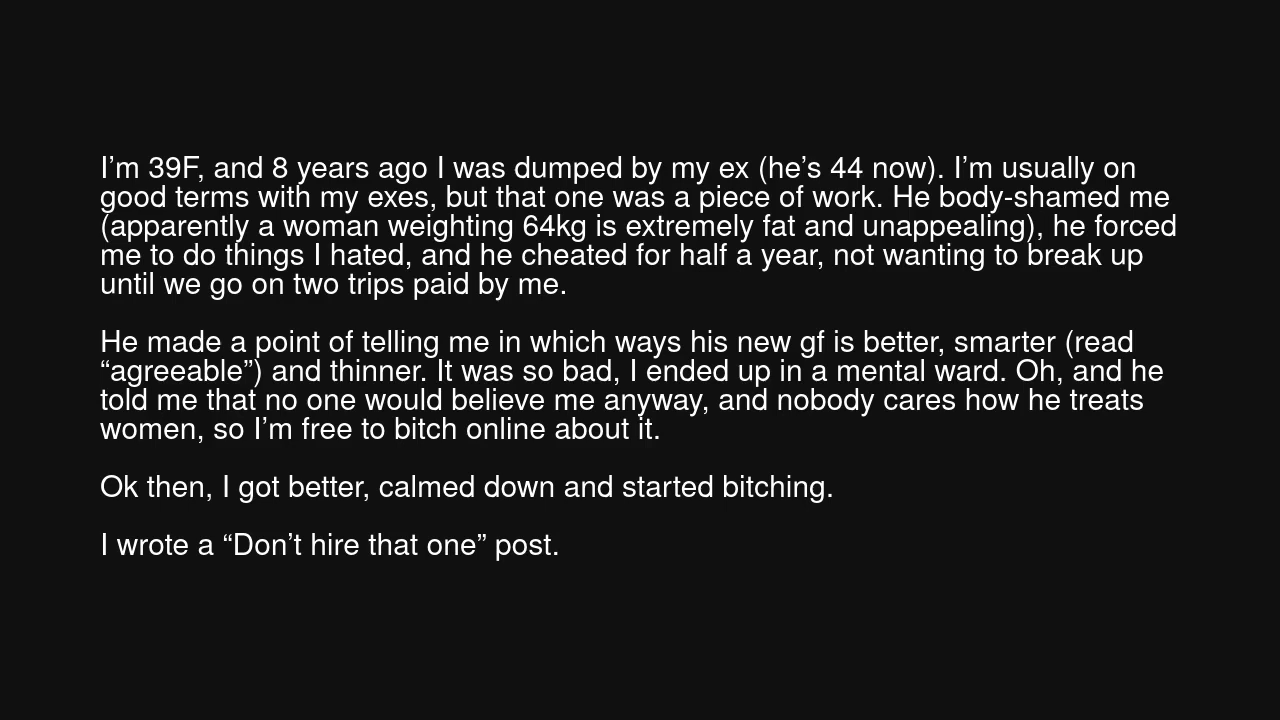 I’m 39F, and 8 years ago I was dumped by my ex (he’s 44 now). I’m usually on
good terms with my exes, but that one was a piece of work. He body-shamed me
(apparently a woman weighting 64kg is extremely fat and unappealing), he forced
me to do things I hated, and he cheated for half a year, not wanting to break up
until we go on two trips paid by me.
He made a point of telling me in which ways his new gf is better, smarter (read
“agreeable”) and thinner. It was so bad, I ended up in a mental ward. Oh, and he
told me that no one would believe me anyway, and nobody cares how he treats
women, so I’m free to bitch online about it.
Ok then, I got better, calmed down and started bitching.
I wrote a “Don’t hire that one” post.